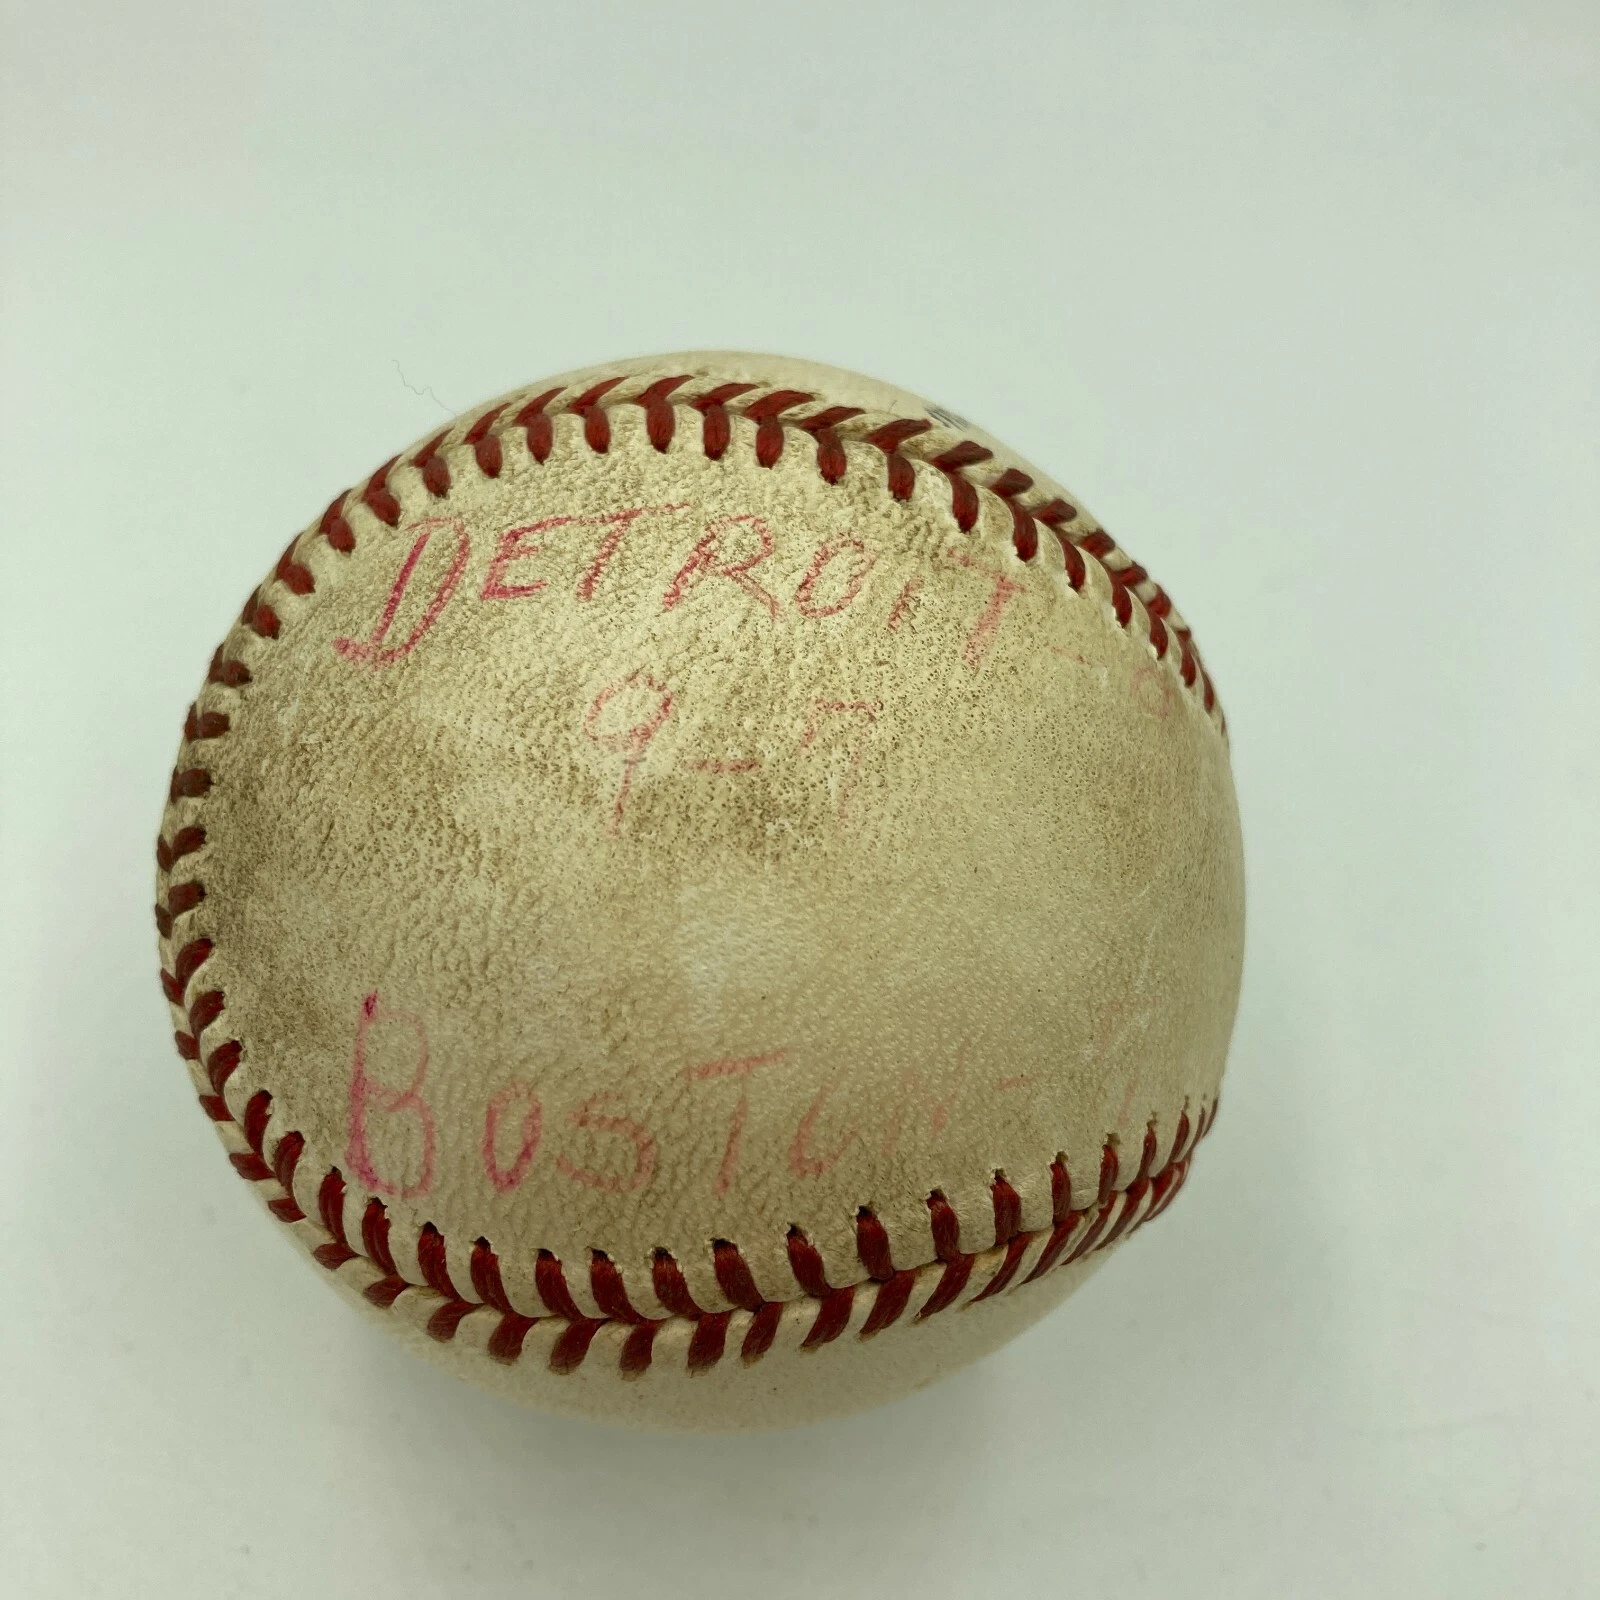 DETROIT -
9-7
BOSTON -